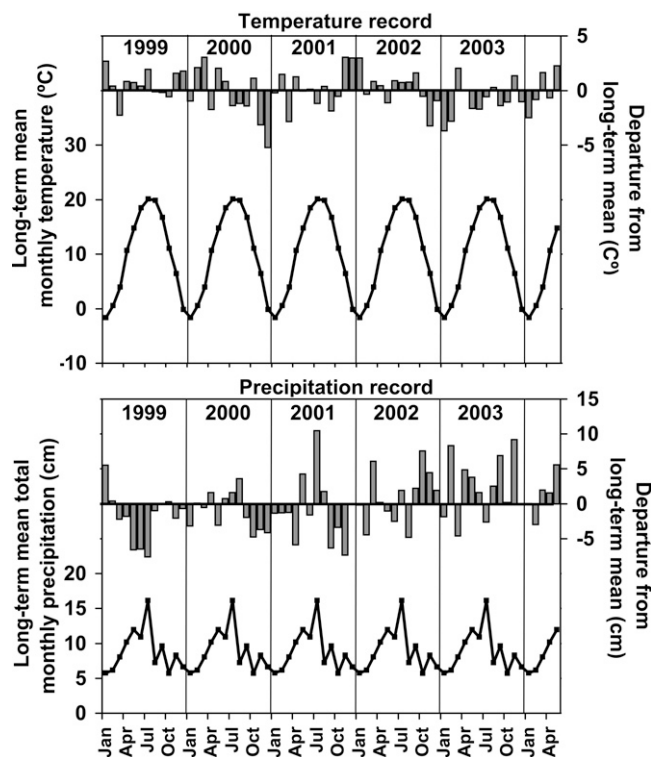 Temperature record
1999 2000 2001 2002 2003
5
0
-5
30
20
10
0
-10
Long-term mean
monthly temperature (ºC)
Departure from
long-term mean (Cº)
Precipitation record
1999 2000 2001 2002 2003
15
10
5
0
-5
20
15
10
5
0
Long-term mean total
monthly precipitation (cm)
Departure from
long-term mean (cm)
Jan Apr Jul Oct Jan Apr Jul Oct Jan Apr Jul Oct Jan Apr Jul Oct Jan Apr Jul Oct Jan Apr